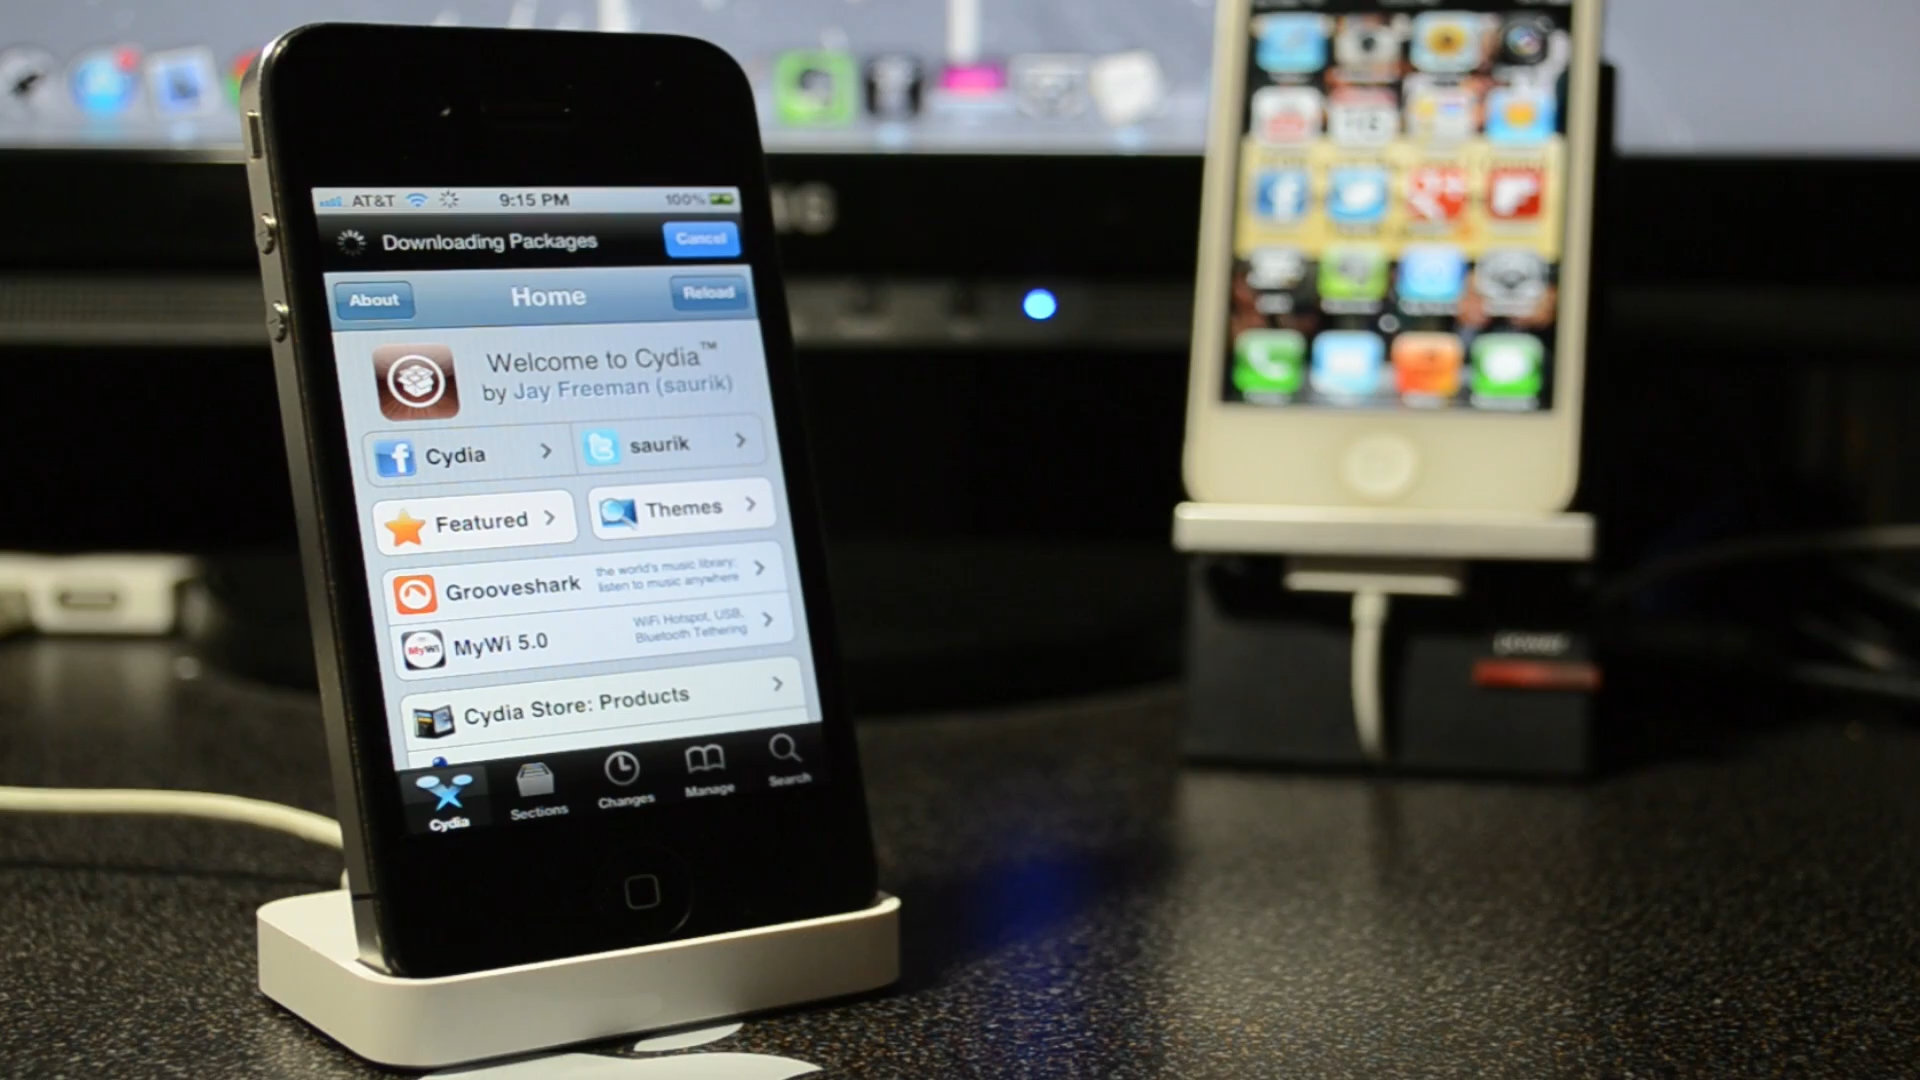 AT&T 9:15 PM 100%
Downloading Packages Cancel
About Home Reload
Welcome to Cydia™
by Jay Freeman (saurik)
Cydia saurik
Featured Themes
Grooveshark the world's music library:
listen to music anywhere
MyWi MyWi 5.0 WiFi Hotspot, USB,
Bluetooth Tethering
Cydia Store: Products
Cydia Sections Changes Manage Search